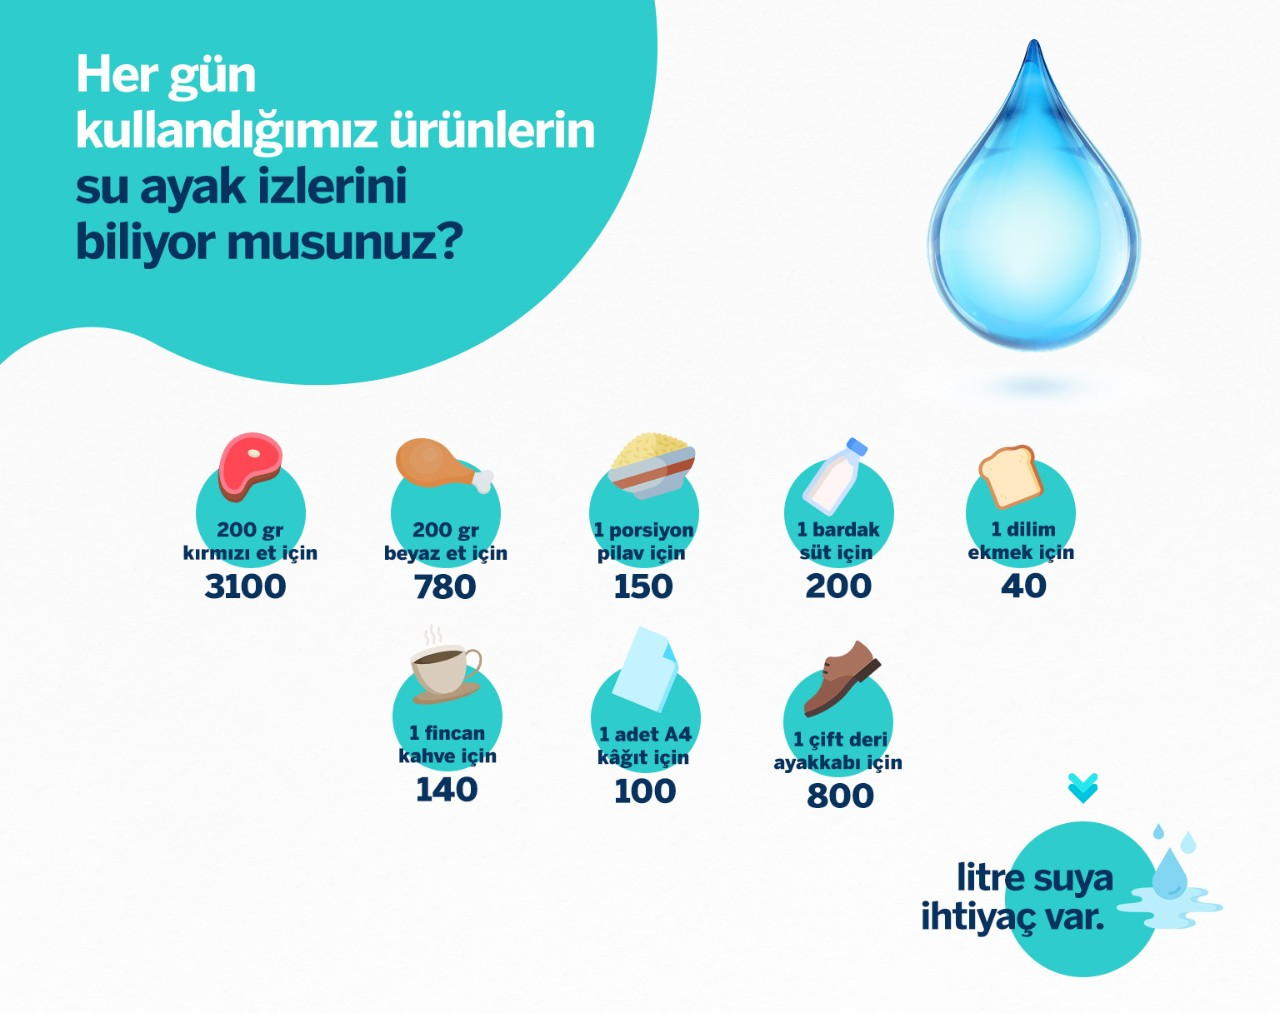 Her gün
kullandığımız ürünlerin
su ayak izlerini
biliyor musunuz?
200 gr
kırmızı et için
3100
200 gr
beyaz et için
780
1 porsiyon
pilav için
150
1 bardak
süt için
200
1 dilim
ekmek için
40
1 fincan
kahve için
140
1 adet A4
kâğıt için
100
1 çift deri
ayakkabı için
800
litre suya
ihtiyaç var.